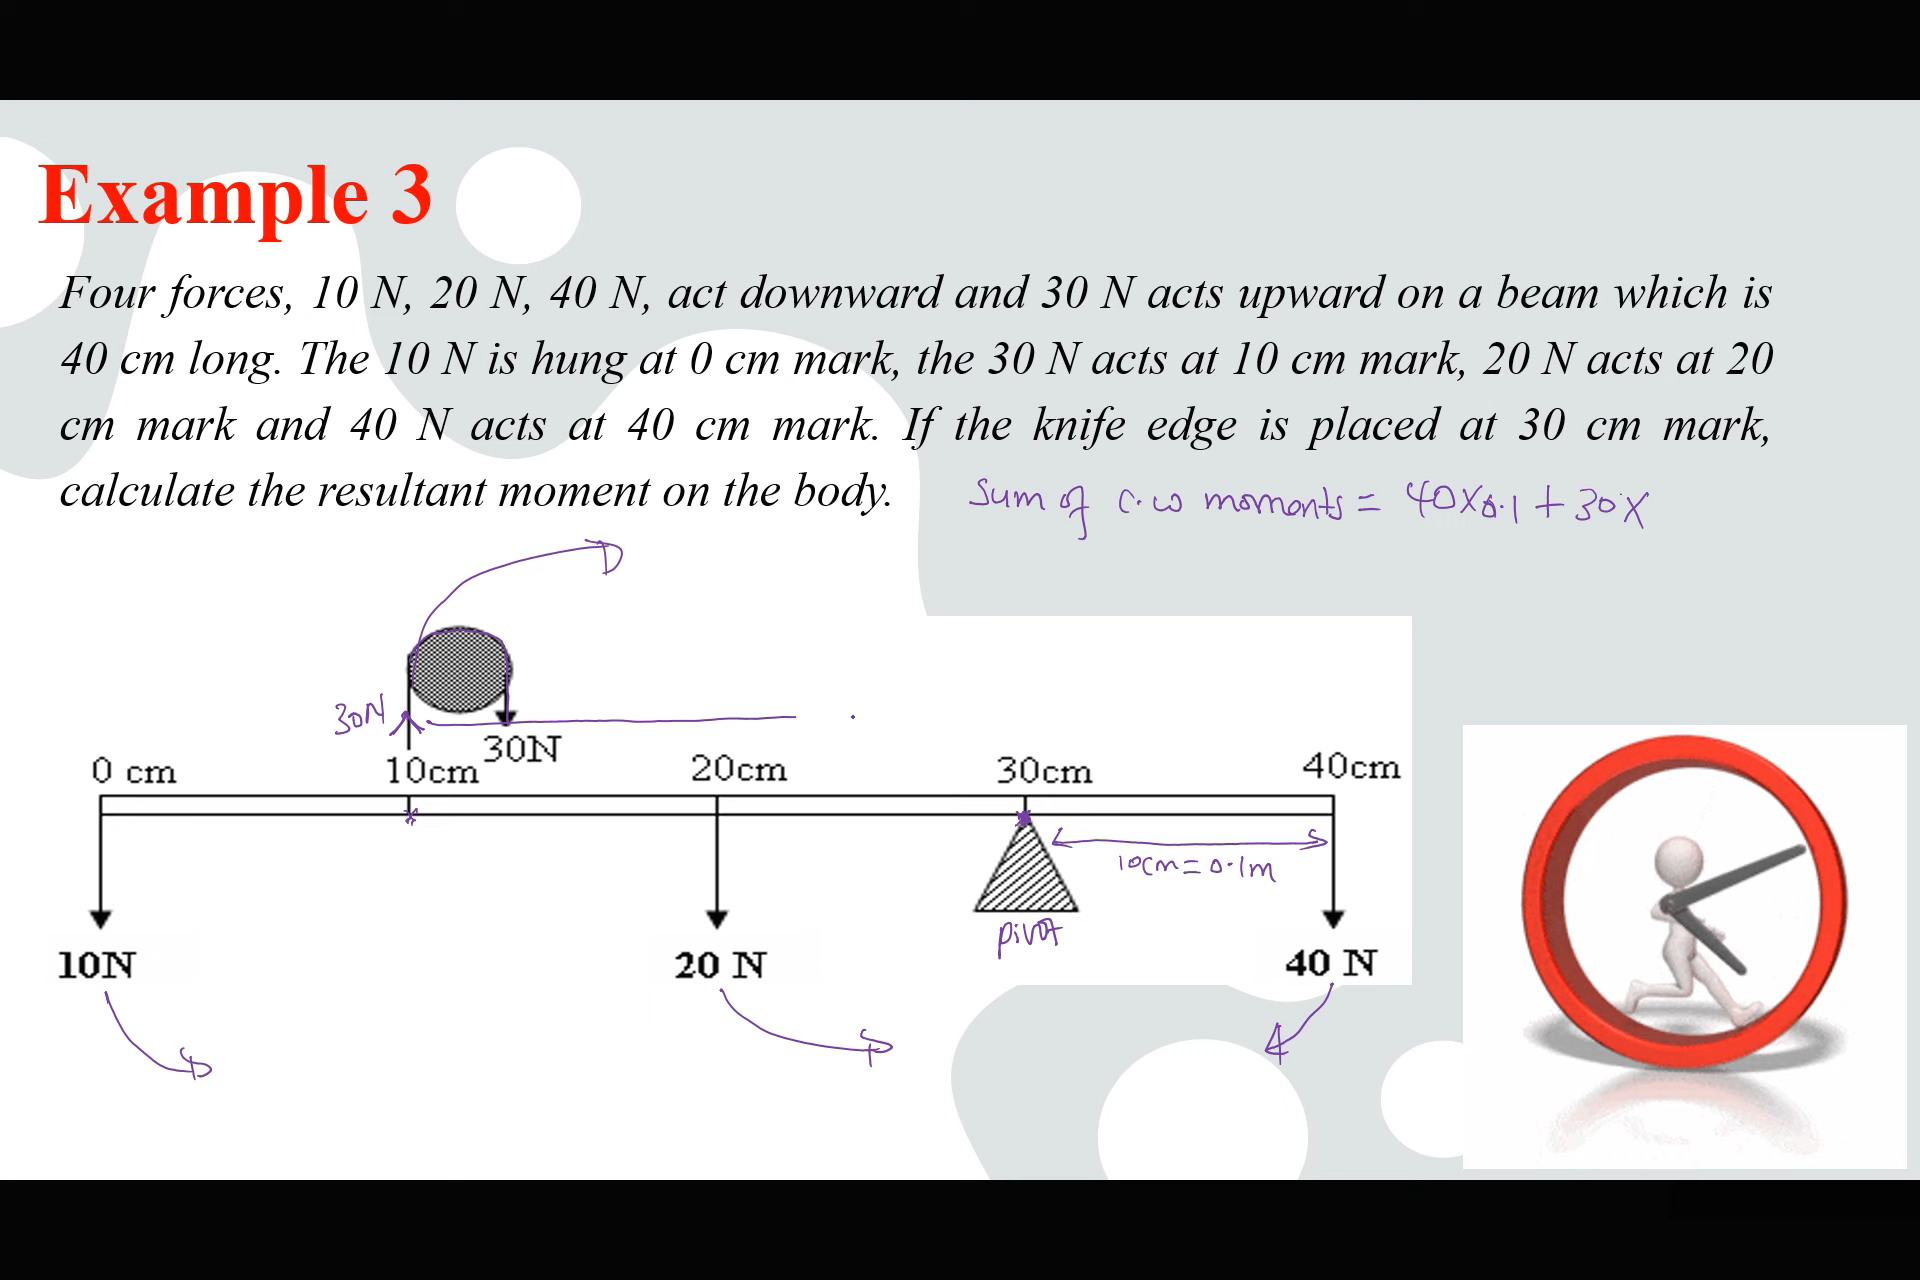 Example 3
Four forces, 10 N, 20 N, 40 N, act downward and 30 N acts upward on a beam which is
40 cm long. The 10 N is hung at 0 cm mark, the 30 N acts at 10 cm mark, 20 N acts at 20
cm mark and 40 N acts at 40 cm mark. If the knife edge is placed at 30 cm mark,
calculate the resultant moment on the body.
Sum of c.w moments = 40x0.1 + 30x
30N
30N
0 cm 10cm 20cm 30cm 40cm
10cm = 0.1m
pivot
10N 20 N 40 N